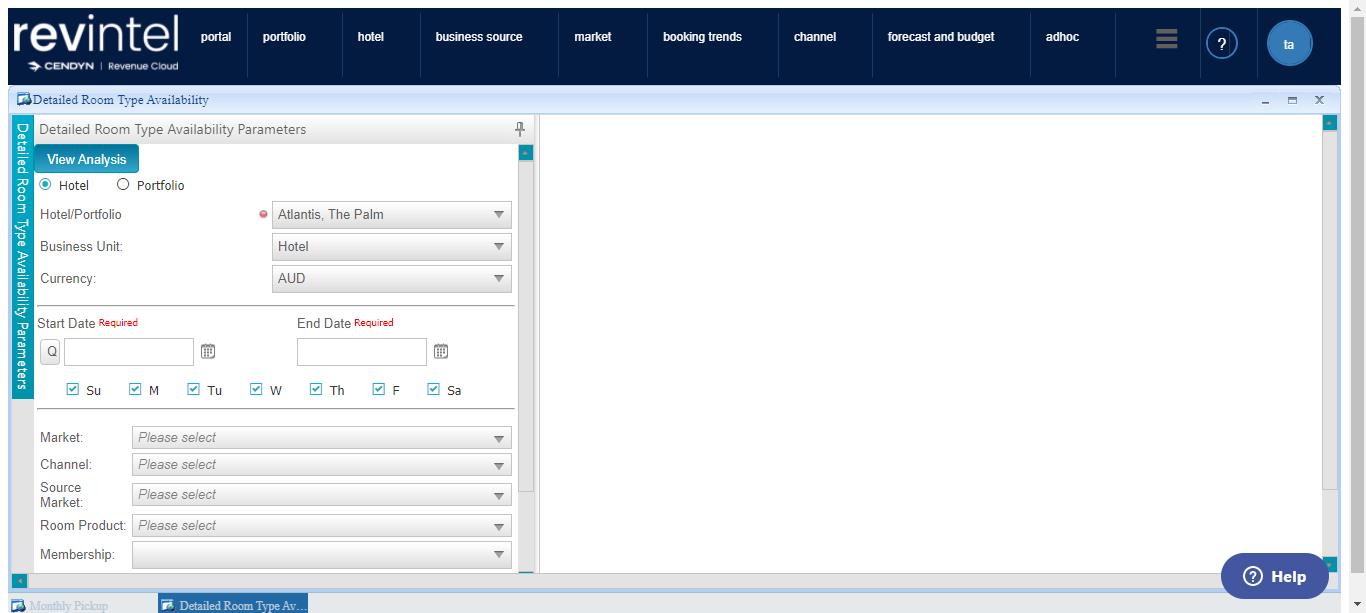 revintel
CENDYN | Revenue Cloud
portal
portfolio
hotel
business source
market
booking trends
channel
forecast and budget
adhoc
?
ta
Detailed Room Type Availability
Detailed Room Type Availability Parameters
Detailed Room Type Availability Parameters
View Analysis
Hotel
Portfolio
Hotel/Portfolio
Atlantis, The Palm
Business Unit:
Hotel
Currency:
AUD
Start Date Required
End Date Required
Q
Su
M
Tu
W
Th
F
Sa
Market:
Please select
Channel:
Please select
Source
Market:
Please select
Room Product:
Please select
Membership:
? Help
Monthly Pickup
Detailed Room Type Av...